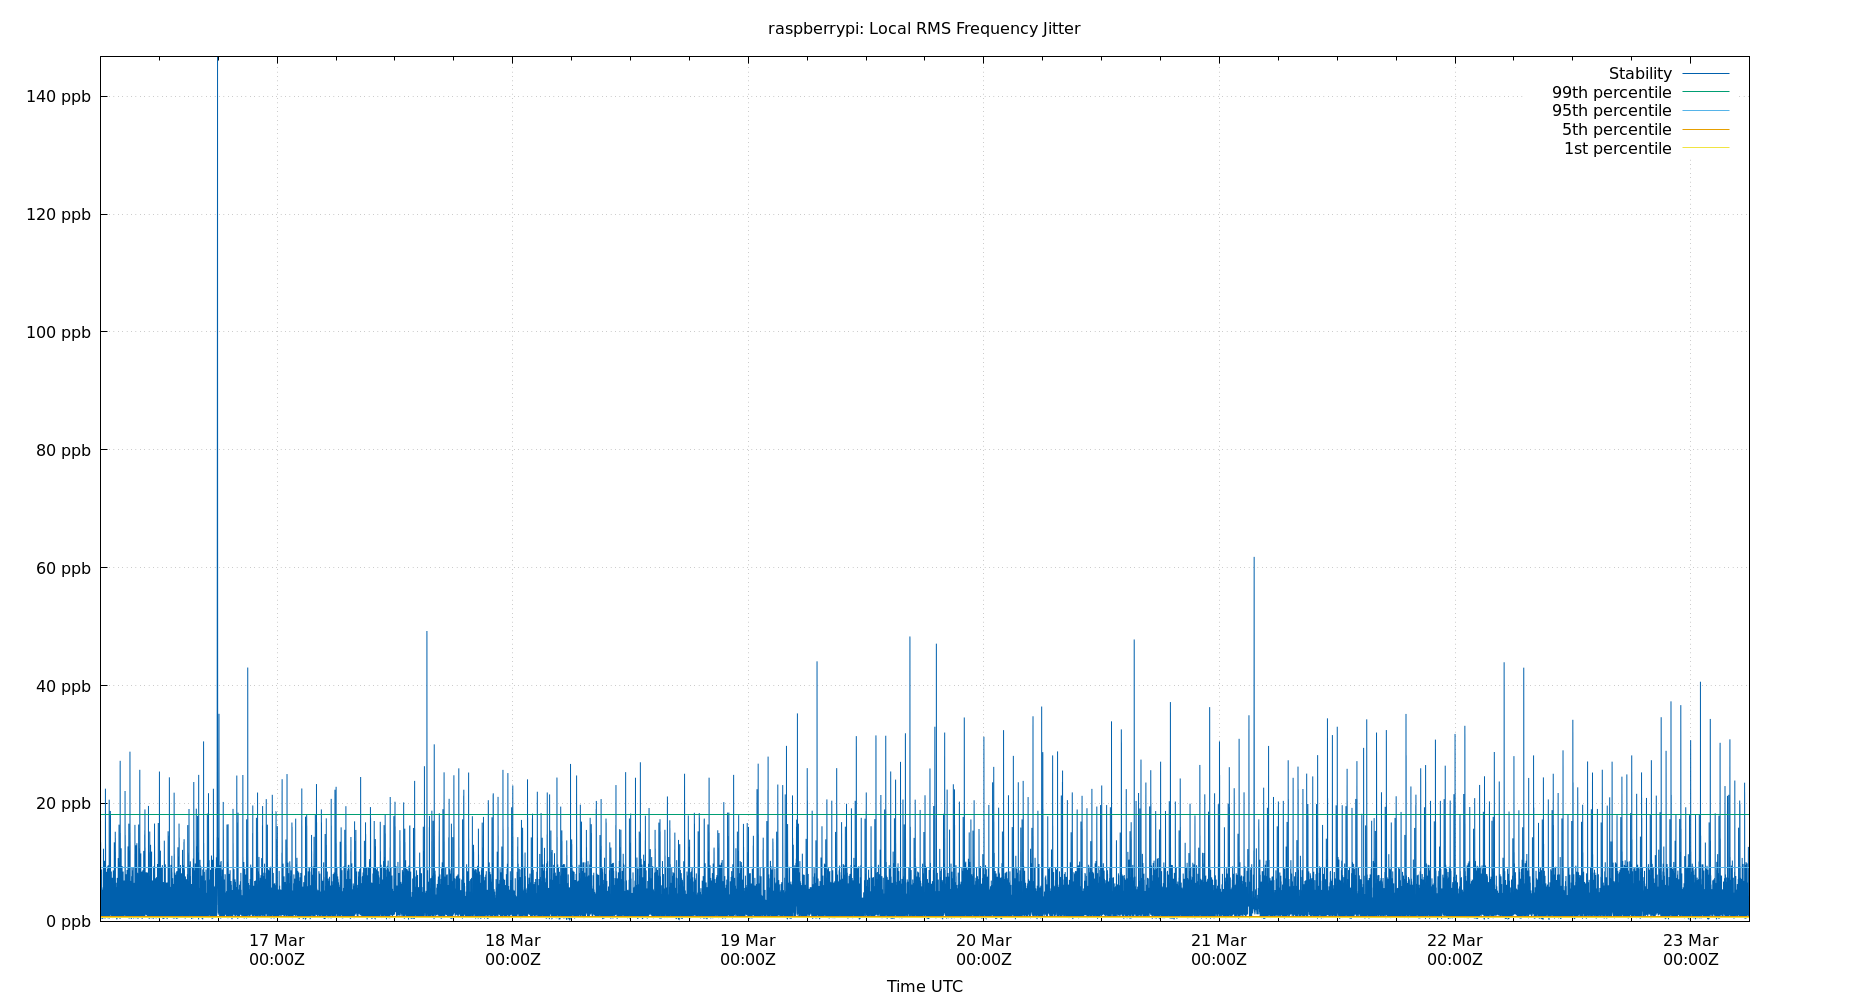 raspberrypi: Local RMS Frequency Jitter
Stability
99th percentile
95th percentile
5th percentile
1st percentile
140 ppb
120 ppb
100 ppb
80 ppb
60 ppb
40 ppb
20 ppb
0 ppb
17 Mar 18 Mar 19 Mar 20 Mar 21 Mar 22 Mar 23 Mar
00:00Z 00:00Z 00:00Z 00:00Z 00:00Z 00:00Z 00:00Z
Time UTC